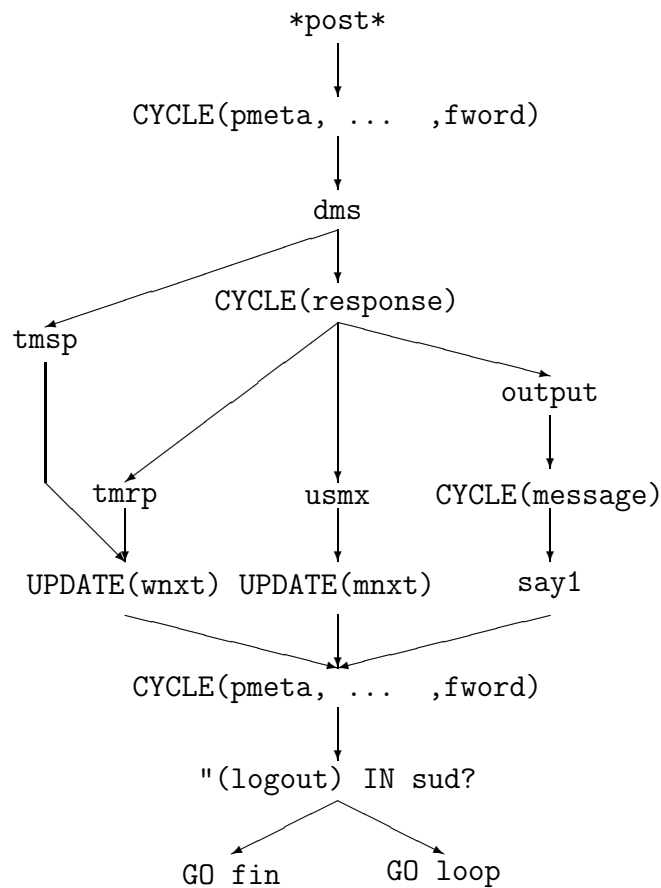 *post*
CYCLE(pmeta, ... ,fword)
dms
CYCLE(response)
tmsp
output
tmrp usmx CYCLE(message)
UPDATE(wnxt) UPDATE(mnxt) say1
CYCLE(pmeta, ... ,fword)
"(logout) IN sud?
GO fin GO loop